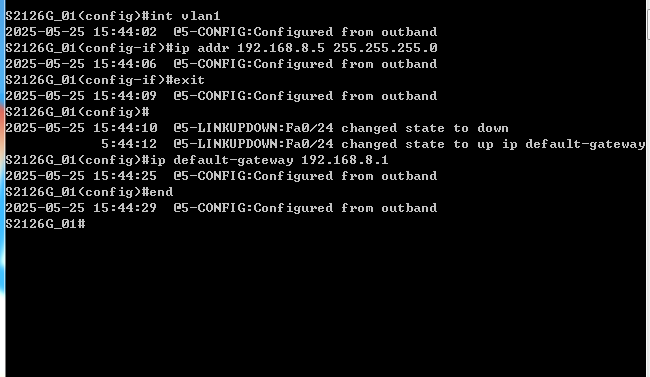 S2126G_01(config)#int vlan1
2025-05-25 15:44:02  @5-CONFIG:Configured from outband
S2126G_01(config-if)#ip addr 192.168.8.5 255.255.255.0
2025-05-25 15:44:06  @5-CONFIG:Configured from outband
S2126G_01(config-if)#exit
2025-05-25 15:44:09  @5-CONFIG:Configured from outband
S2126G_01(config)#
2025-05-25 15:44:10  @5-LINKUPDOWN:Fa0/24 changed state to down
5:44:12  @5-LINKUPDOWN:Fa0/24 changed state to up ip default-gateway
S2126G_01(config)#ip default-gateway 192.168.8.1
2025-05-25 15:44:25  @5-CONFIG:Configured from outband
S2126G_01(config)#end
2025-05-25 15:44:29  @5-CONFIG:Configured from outband
S2126G_01#